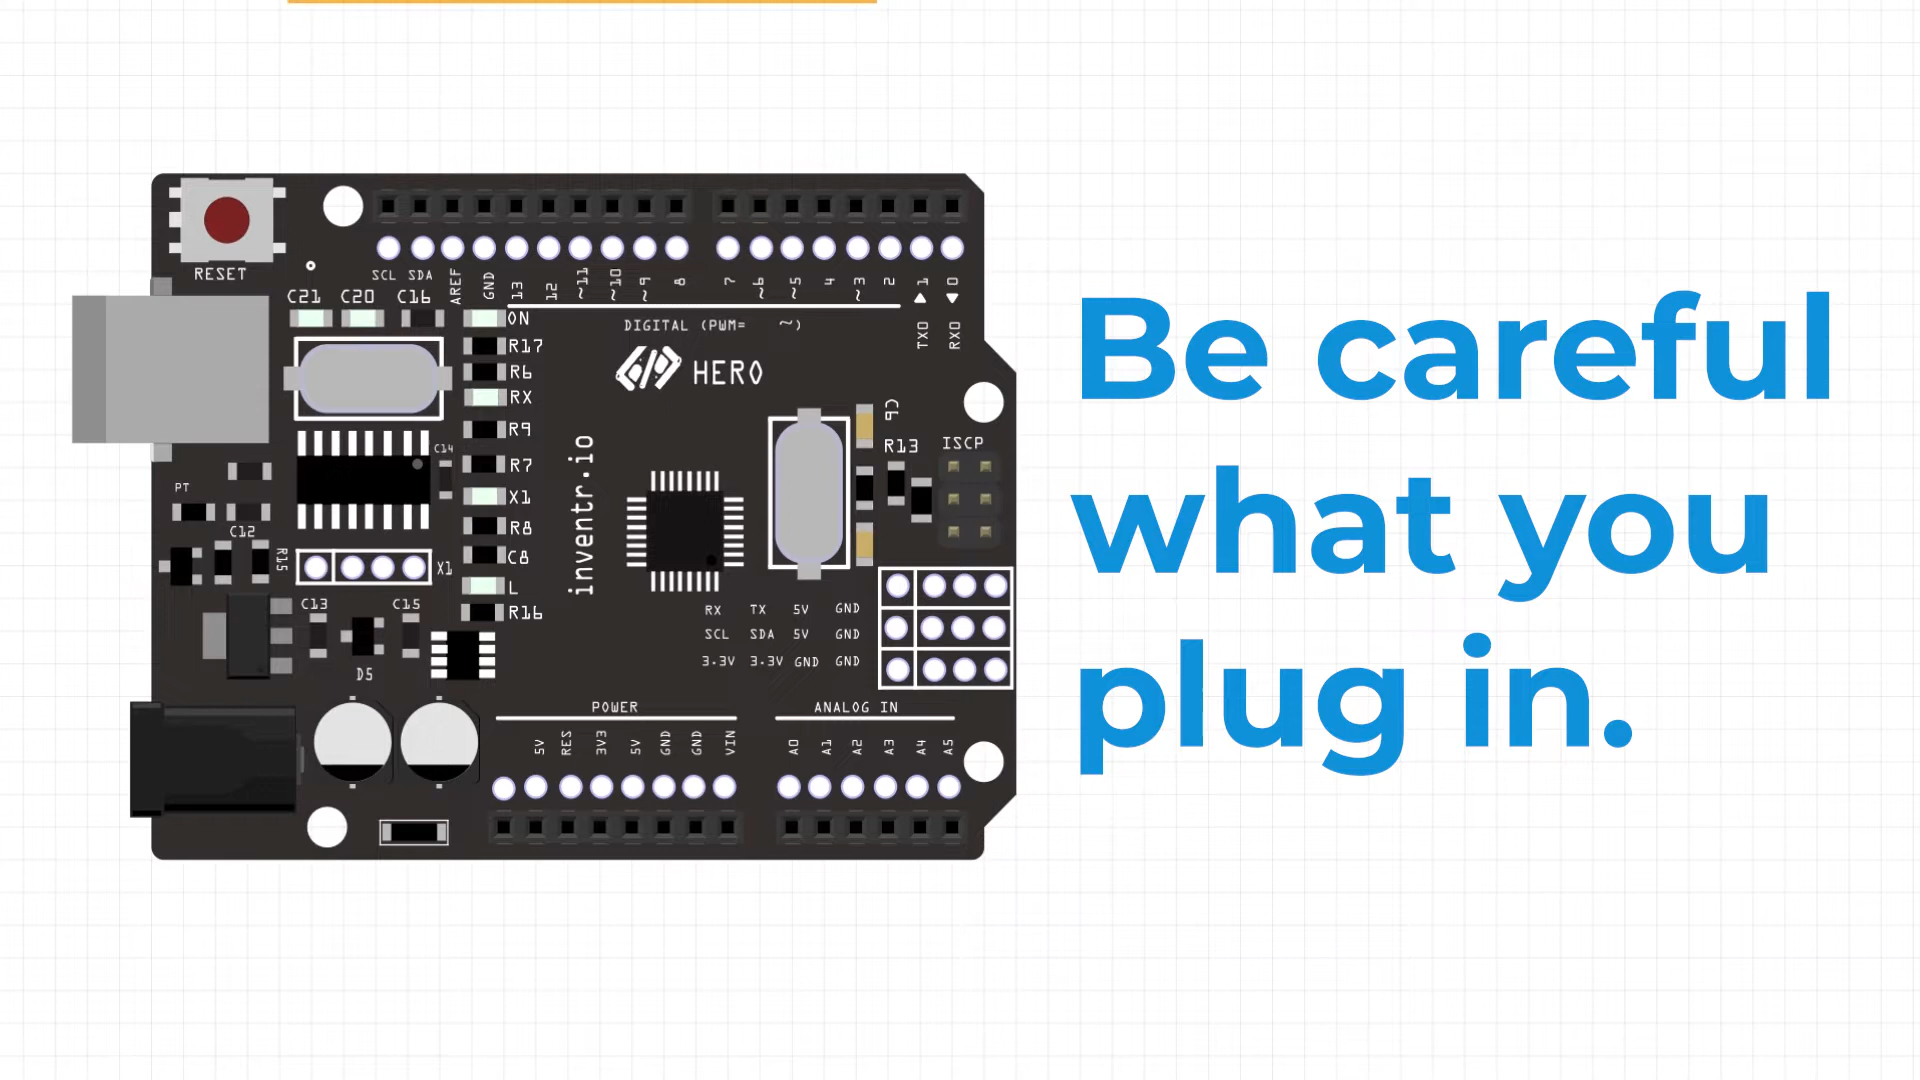 RESET
SCL SDA AREF GND 13 12 ~11 ~10 ~9 8 7 ~6 ~5 4 ~3 2 1 0
TX0 RX0
C21 C20 C16
ON
DIGITAL (PWM= ~)
R17
R6
HERO
RX
R9
CP
R13 ISCP
C14
R7
inventr.io
PT
X1
R8
C12
R15
C8
X1
L
C13 C15
R16
RX TX 5V GND
SCL SDA 5V GND
3.3V 3.3V GND GND
D5
POWER
ANALOG IN
5V RES 3V3 5V GND GND VIN
A0 A1 A2 A3 A4 A5
Be careful
what you
plug in.